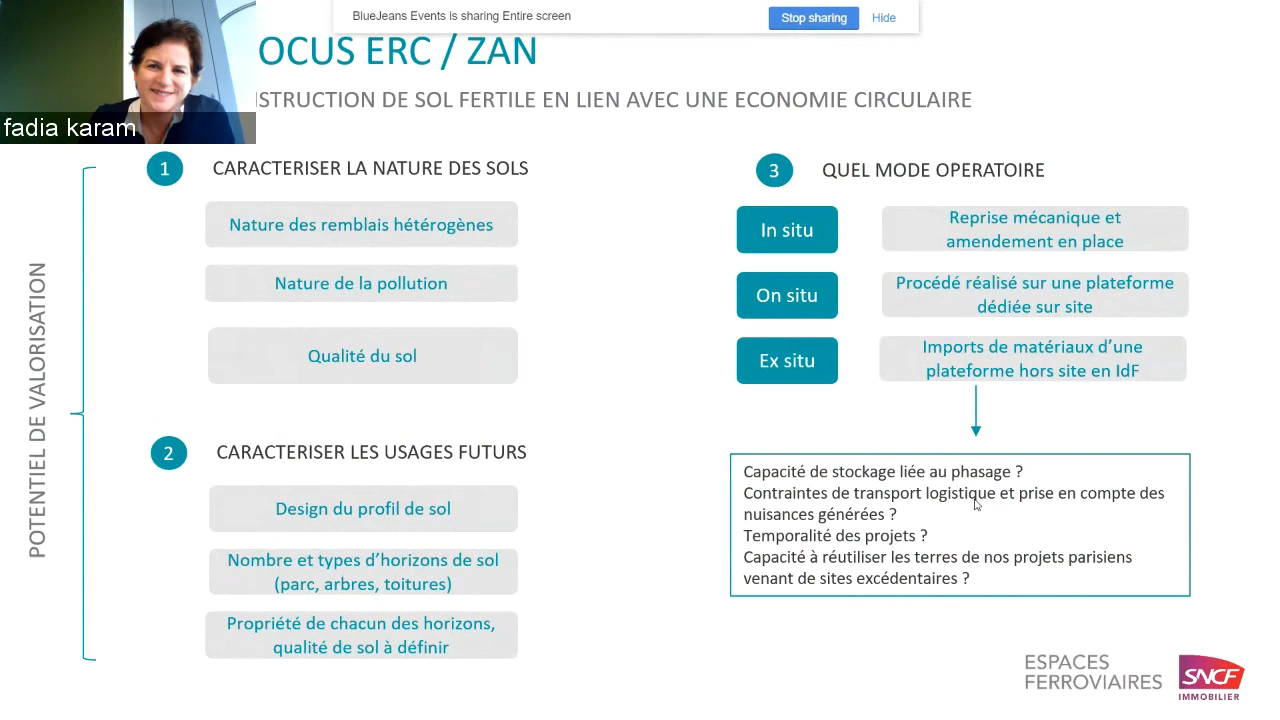 BlueJeans Events is sharing Entire screen
Stop sharing
Hide
OCUS ERC / ZAN
STRUCTION DE SOL FERTILE EN LIEN AVEC UNE ECONOMIE CIRCULAIRE
fadia karam
POTENTIEL DE VALORISATION
1
CARACTERISER LA NATURE DES SOLS
Nature des remblais hétérogènes
Nature de la pollution
Qualité du sol
2
CARACTERISER LES USAGES FUTURS
Design du profil de sol
Nombre et types d’horizons de sol
(parc, arbres, toitures)
Propriété de chacun des horizons,
qualité de sol à définir
3
QUEL MODE OPERATOIRE
In situ
Reprise mécanique et
amendement en place
On situ
Procédé réalisé sur une plateforme
dédiée sur site
Ex situ
Imports de matériaux d’une
plateforme hors site en IdF
Capacité de stockage liée au phasage ?
Contraintes de transport logistique et prise en compte des
nuisances générées ?
Temporalité des projets ?
Capacité à réutiliser les terres de nos projets parisiens
venant de sites excédentaires ?
ESPACES
FERROVIAIRES
SNCF
IMMOBILIER